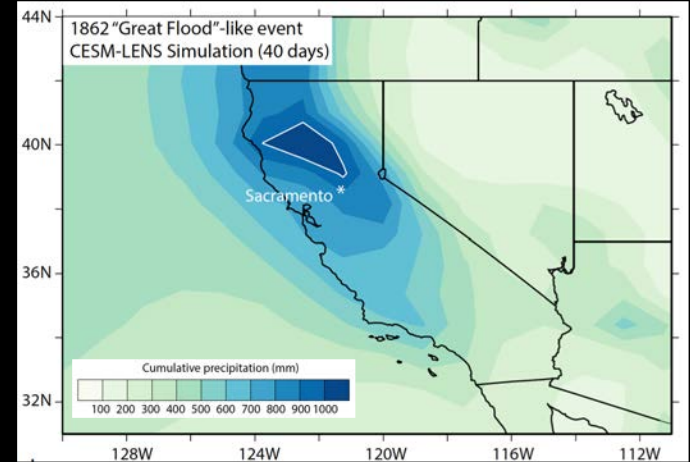 44N
1862 “Great Flood”-like event
CESM-LENS Simulation (40 days)
40N
Sacramento *
36N
Cumulative precipitation (mm)
100 200 300 400 500 600 700 800 900 1000
32N
128W 124W 120W 116W 112W